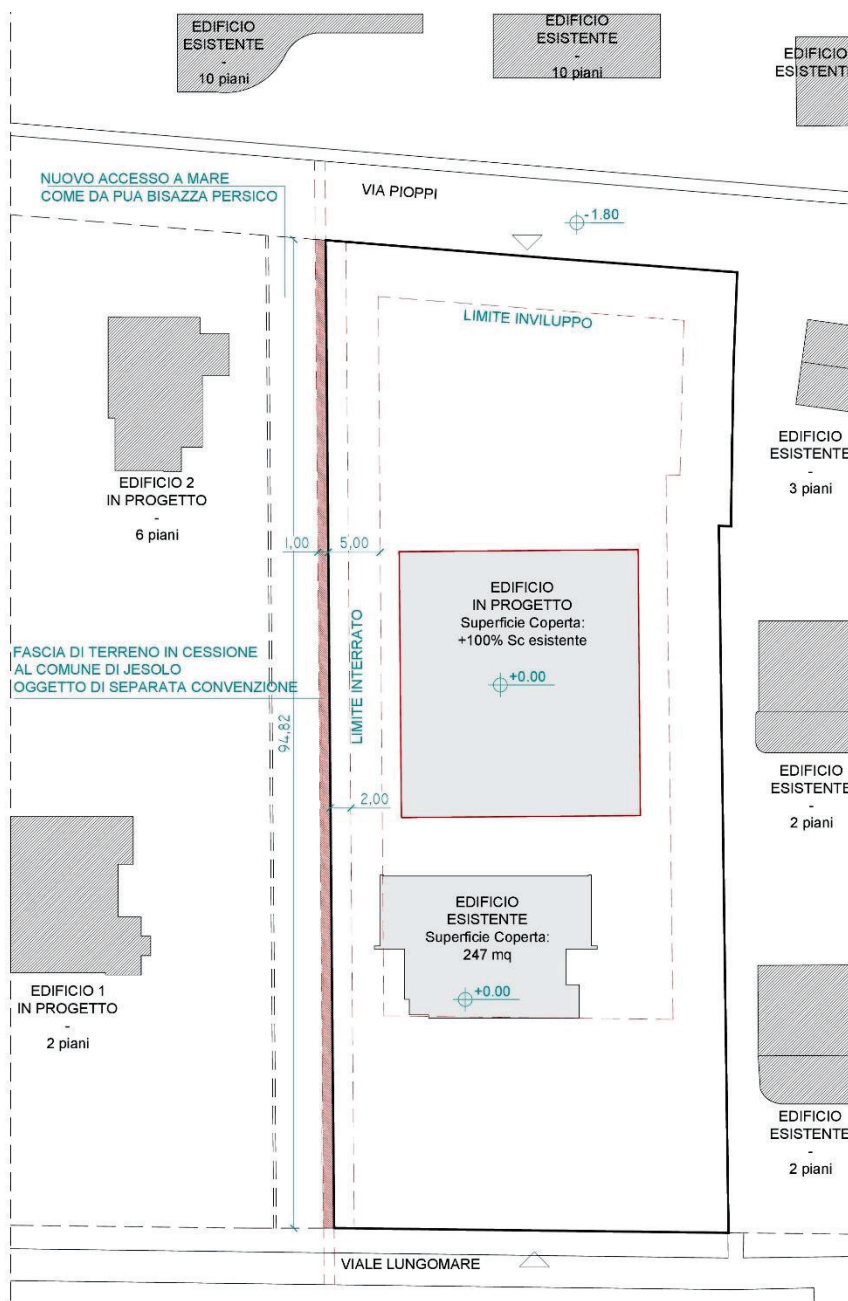 EDIFICIO
ESISTENTE
-
10 piani
EDIFICIO
ESISTENTE
-
10 piani
EDIFICIO
ESISTENTE
NUOVO ACCESSO A MARE
COME DA PUA BISAZZA PERSICO
VIA PIOPPI
-1.80
LIMITE INVILUPPO
EDIFICIO 2
IN PROGETTO
-
6 piani
EDIFICIO
ESISTENTE
-
3 piani
1,00
5,00
EDIFICIO
IN PROGETTO
Superficie Coperta:
+100% Sc esistente
+0.00
FASCIA DI TERRENO IN CESSIONE
AL COMUNE DI JESOLO
OGGETTO DI SEPARATA CONVENZIONE
LIMITE INTERRATO
94,82
2,00
EDIFICIO
ESISTENTE
-
2 piani
EDIFICIO
ESISTENTE
Superficie Coperta:
247 mq
+0.00
EDIFICIO 1
IN PROGETTO
-
2 piani
EDIFICIO
ESISTENTE
-
2 piani
VIALE LUNGOMARE